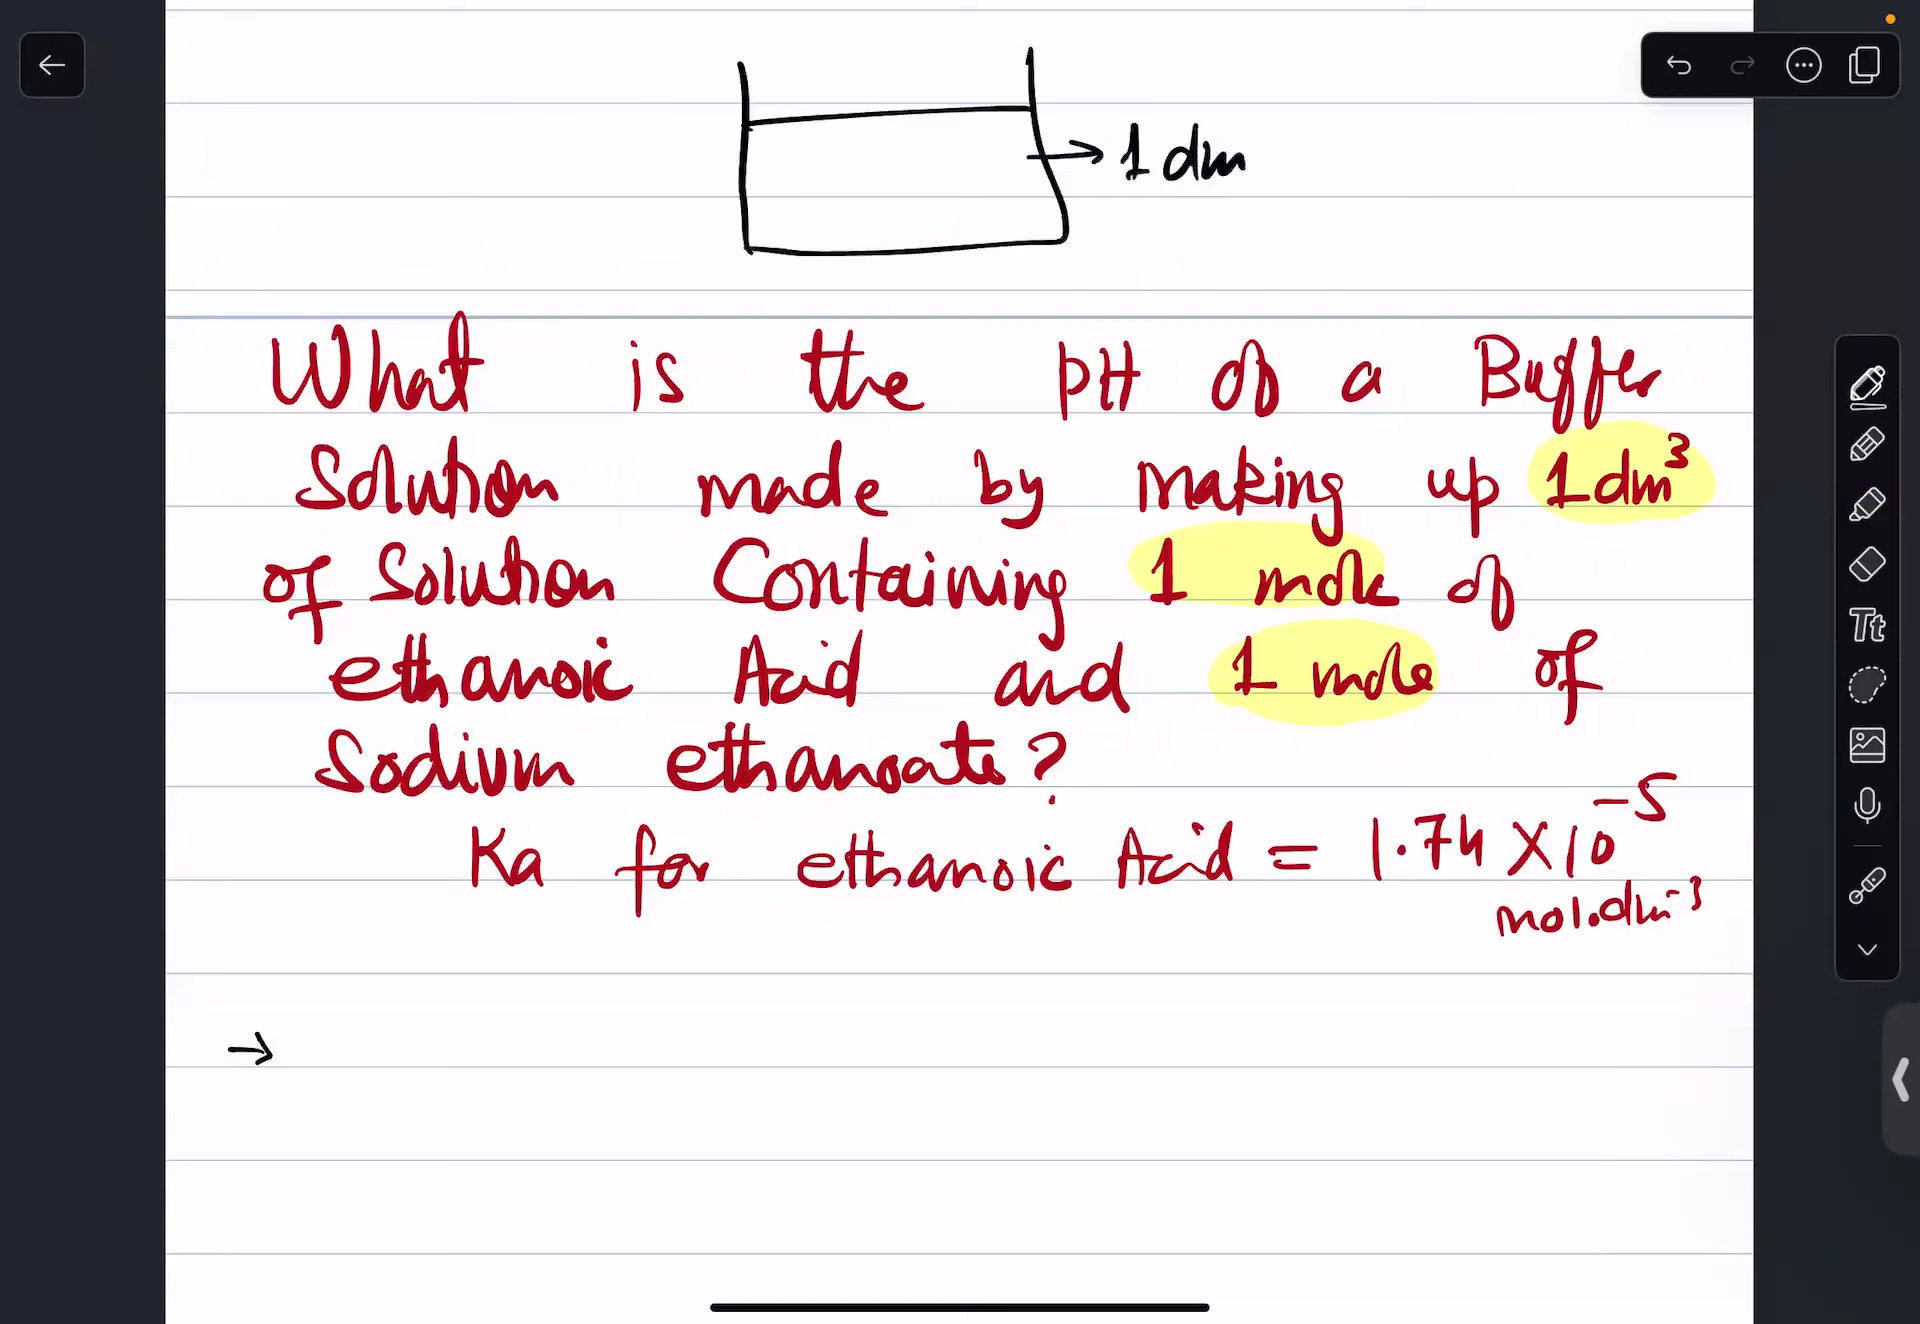 → 1 dm
What is the pH of a Buffer
Solution made by making up 1dm³
of Solution Containing 1 mole of
ethanoic Acid and 1 mole of
Sodium ethanoate?
Ka for ethanoic Acid = 1.74 X 10⁻⁵
mol.dm⁻³
→
Tt